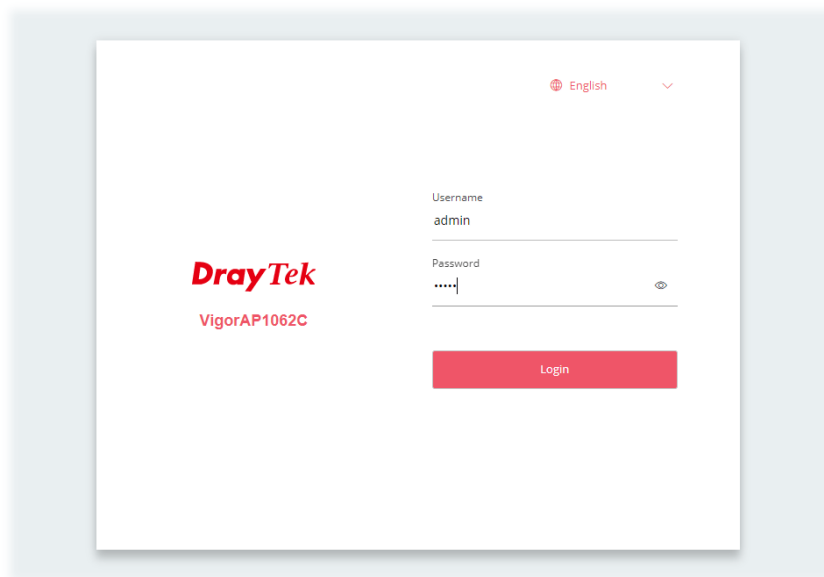 English
Username
admin
Password
•••••
DrayTek
VigorAP1062C
Login